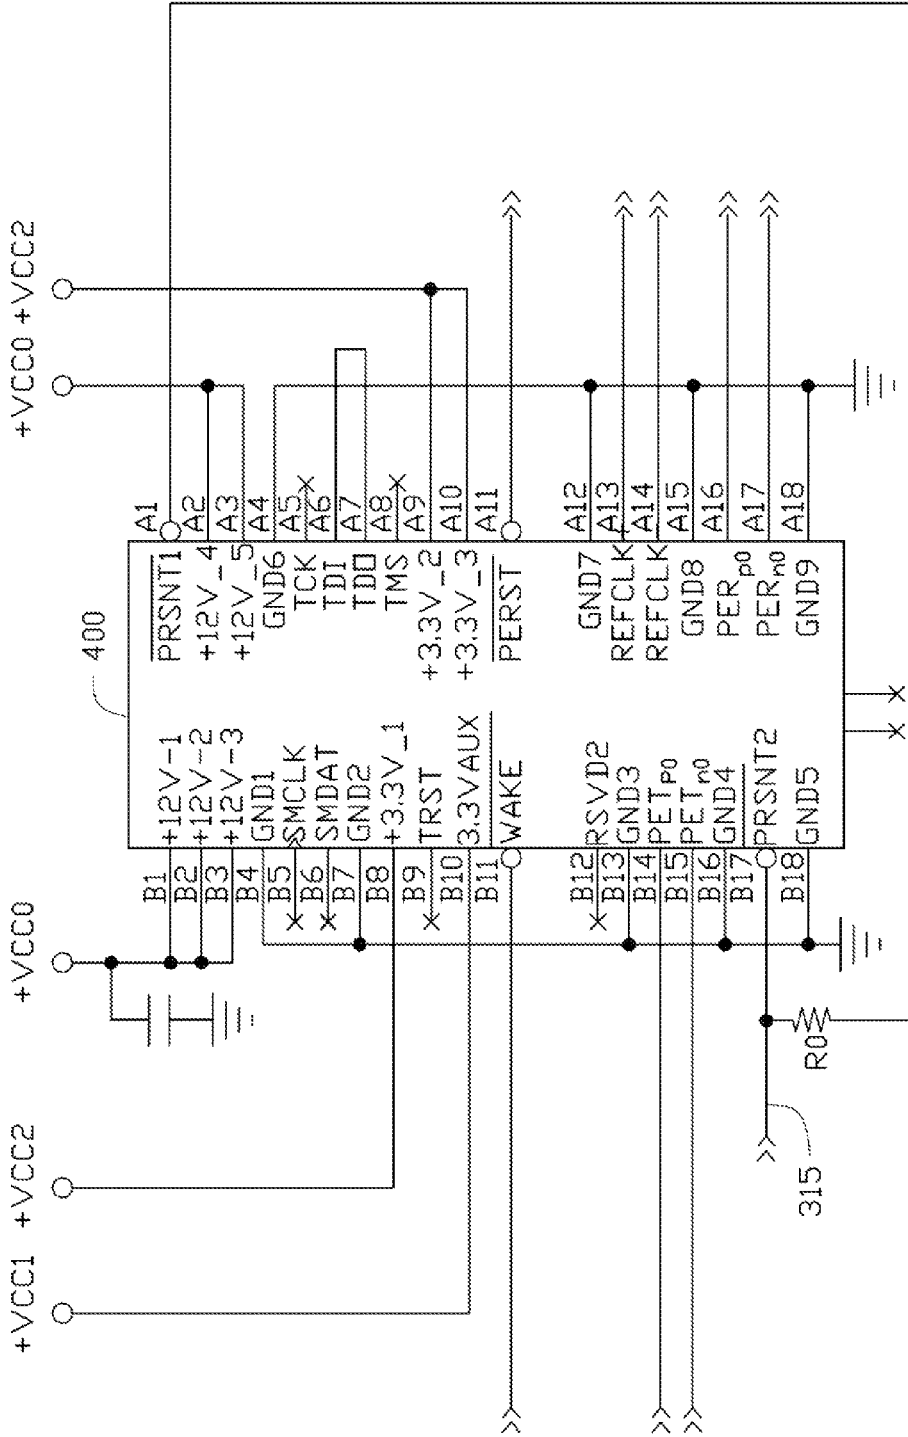 +VCC1
+VCC2
+VCC0
+VCC0
+VCC2
400
B1
B2
B3
B4
B5
B6
B7
B8
B9
B10
B11
B12
B13
B14
B15
B16
B17
B18
+12V-1
+12V-2
+12V-3
GND1
SMCLK
SMDAT
GND2
+3.3V_1
TRST
3.3VAUX
WAKE
RSVD2
GND3
PETP0
PETn0
GND4
PRSNT2
GND5
PRSNT1
+12V_4
+12V_5
GND6
TCK
TDI
TDO
TMS
+3.3V_2
+3.3V_3
PERST
GND7
REFCLK
REFCLK
GND8
PERp0
PERn0
GND9
A1
A2
A3
A4
A5
A6
A7
A8
A9
A10
A11
A12
A13
A14
A15
A16
A17
A18
R0
315